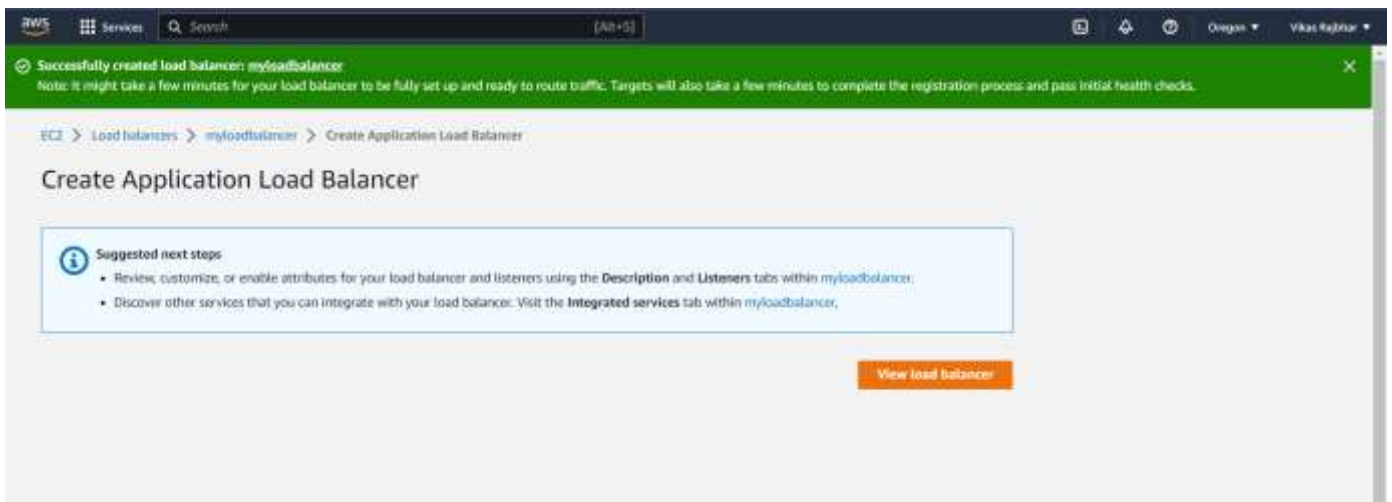 aws Services Search [Alt+S] Oregon Vikas Rajbhar
Successfully created load balancer: myloadbalancer
Note: It might take a few minutes for your load balancer to be fully set up and ready to route traffic. Targets will also take a few minutes to complete the registration process and pass initial health checks.
EC2 > Load balancers > myloadbalancer > Create Application Load Balancer
Create Application Load Balancer
Suggested next steps
• Review, customize, or enable attributes for your load balancer and listeners using the Description and Listeners tabs within myloadbalancer.
• Discover other services that you can integrate with your load balancer. Visit the Integrated services tab within myloadbalancer.
View load balancer